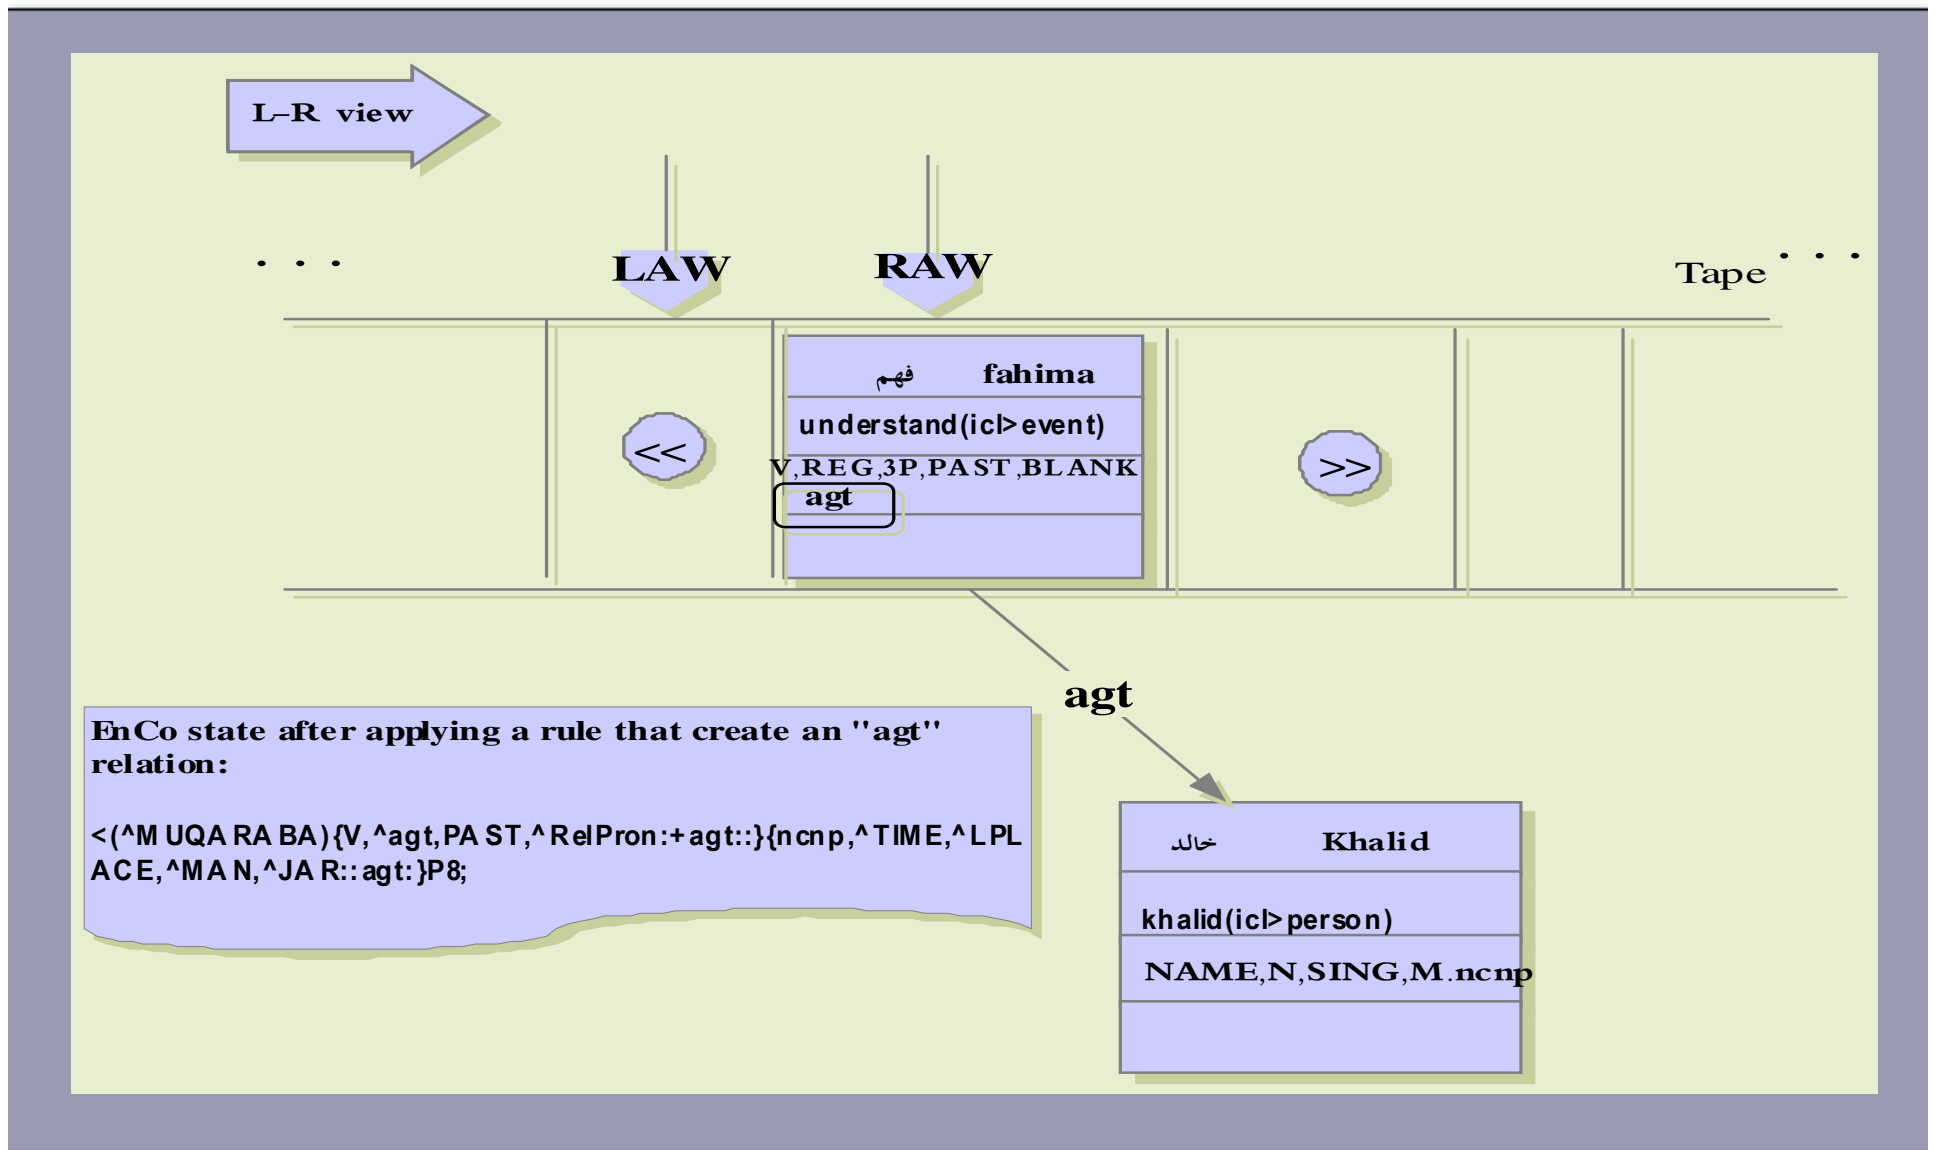 L–R view
. . .
LAW
RAW
Tape
. . .
فهم fahima
understand(icl>event)
<<
>>
V,REG,3P,PAST,BLANK
agt
agt
EnCo state after applying a rule that create an "agt"
relation:
<(^MUQARABA){V,^agt,PAST,^RelPron:+agt::}{ncnp,^TIME,^LPL
ACE,^MAN,^JAR::agt:}P8;
خالد Khalid
khalid(icl>person)
NAME,N,SING,M.ncnp